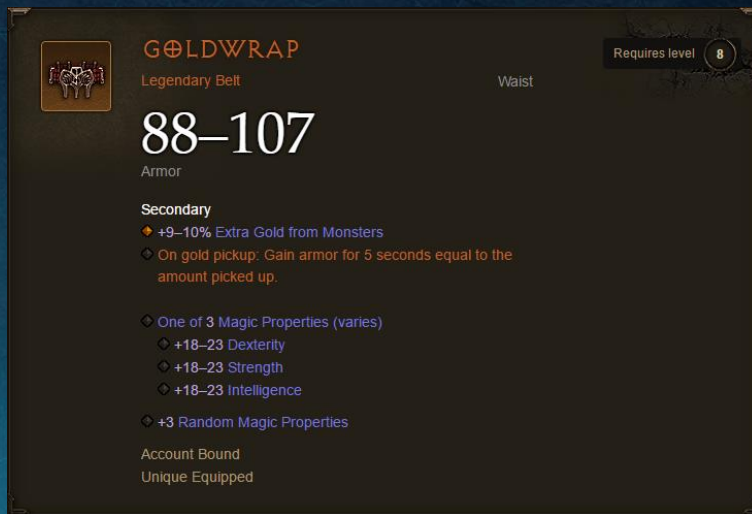 GOLDWRAP
Requires level 8
Legendary Belt
Waist
88–107
Armor
Secondary
+9–10% Extra Gold from Monsters
On gold pickup: Gain armor for 5 seconds equal to the
amount picked up.
One of 3 Magic Properties (varies)
+18–23 Dexterity
+18–23 Strength
+18–23 Intelligence
+3 Random Magic Properties
Account Bound
Unique Equipped